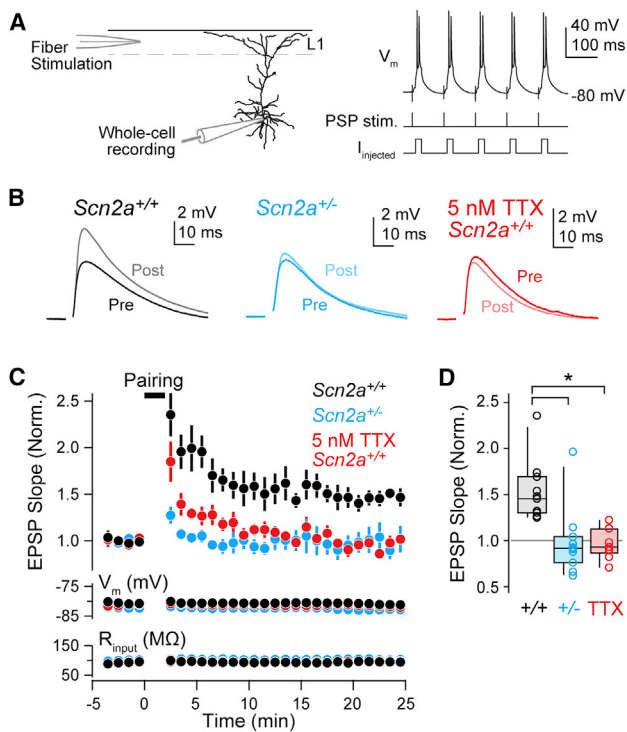 A
Fiber
Stimulation
L1
Whole-cell
recording
Vm
40 mV
100 ms
-80 mV
PSP stim.
Iinjected
B
Scn2a+/+
2 mV
10 ms
Post
Pre
Scn2a+/-
2 mV
10 ms
Post
Pre
5 nM TTX
Scn2a+/+
2 mV
10 ms
Pre
Post
C
Pairing
Scn2a+/+
Scn2a+/-
5 nM TTX
Scn2a+/+
EPSP Slope (Norm.)
2.5
2.0
1.5
1.0
Vm (mV)
-75
-85
Rinput (MΩ)
150
50
-5 0 5 10 15 20 25
Time (min)
D
*
EPSP Slope (Norm.)
2.5
2.0
1.5
1.0
0.5
+/+ +/- TTX